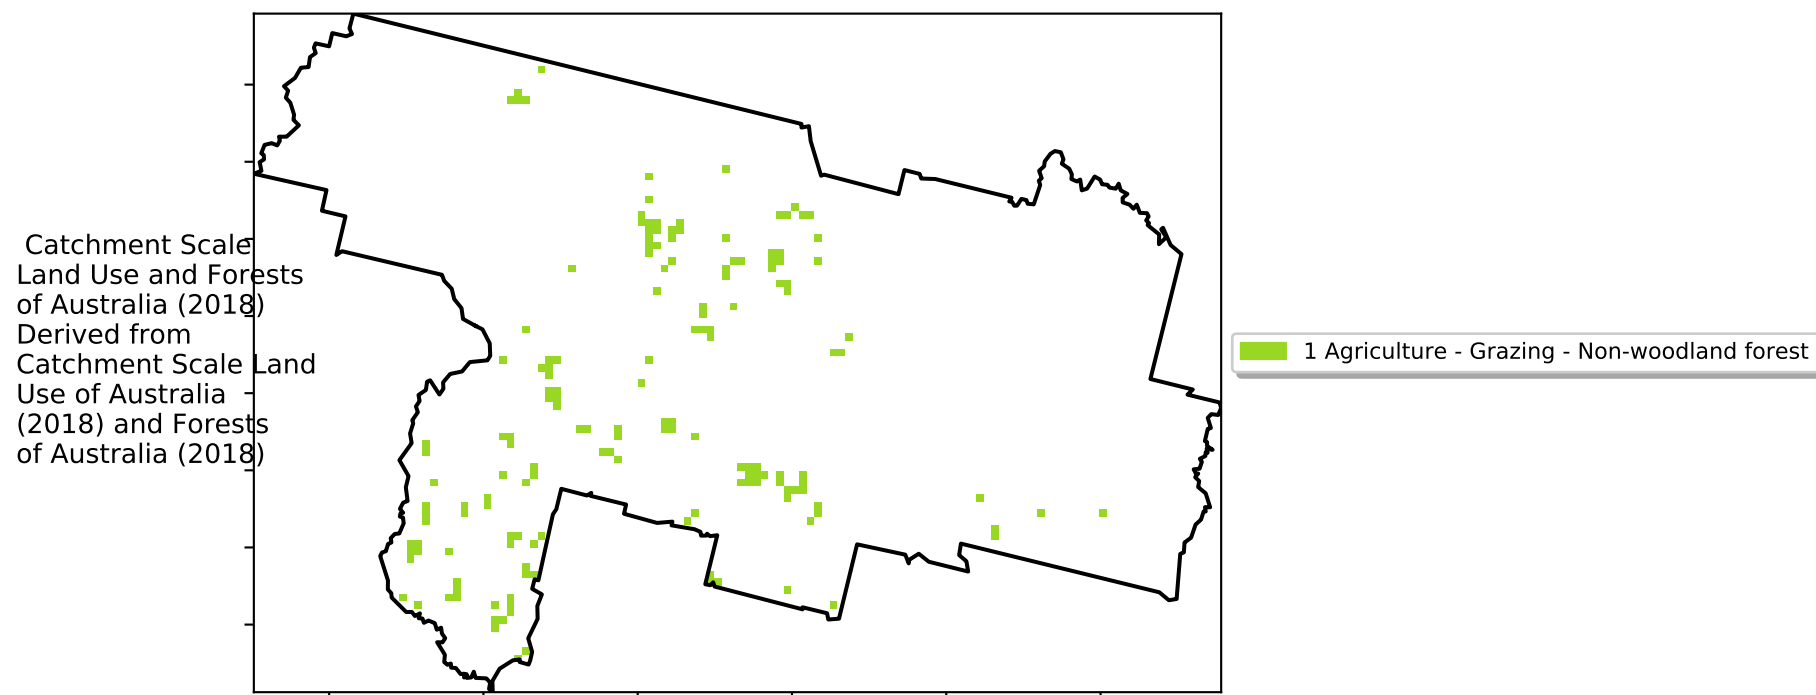 Catchment Scale
Land Use and Forests
of Australia (2018)
Derived from
Catchment Scale Land
Use of Australia
(2018) and Forests
of Australia (2018)
1 Agriculture - Grazing - Non-woodland forest